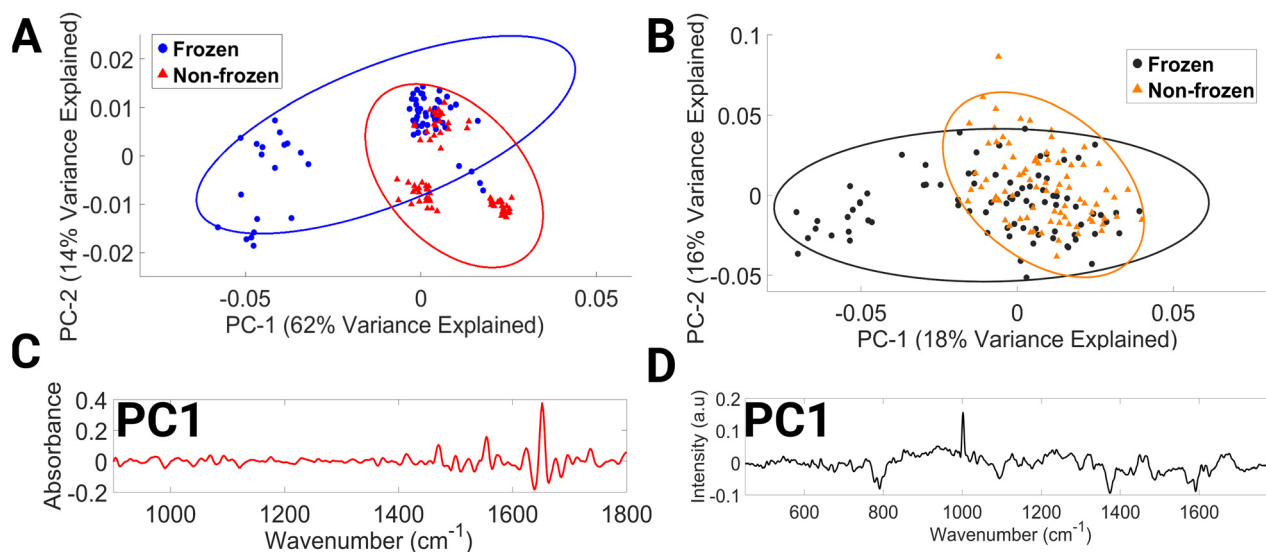 A
Frozen
Non-frozen
PC-2 (14% Variance Explained)
0.02
0.01
0
-0.01
-0.02
-0.05
0
0.05
PC-1 (62% Variance Explained)
B
Frozen
Non-frozen
PC-2 (16% Variance Explained)
0.1
0.05
0
-0.05
-0.05
0
0.05
PC-1 (18% Variance Explained)
C
PC1
Absorbance
0.4
0.2
0
-0.2
1000
1200
1400
1600
1800
Wavenumber (cm⁻¹)
D
PC1
Intensity (a.u)
0.2
0.1
0
-0.1
600
800
1000
1200
1400
1600
Wavenumber (cm⁻¹)